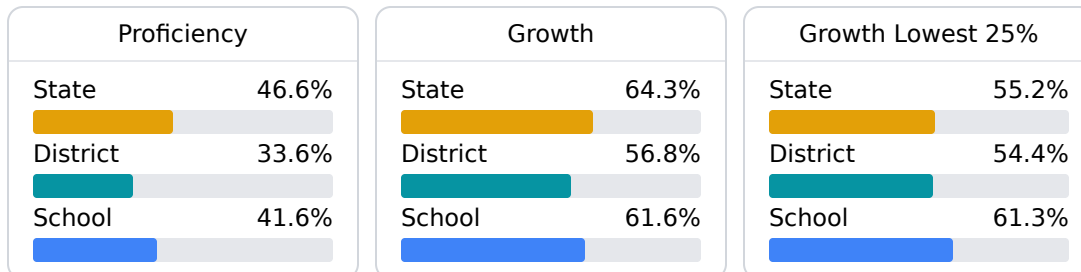 Proficiency
State 46.6%
District 33.6%
School 41.6%
Growth
State 64.3%
District 56.8%
School 61.6%
Growth Lowest 25%
State 55.2%
District 54.4%
School 61.3%